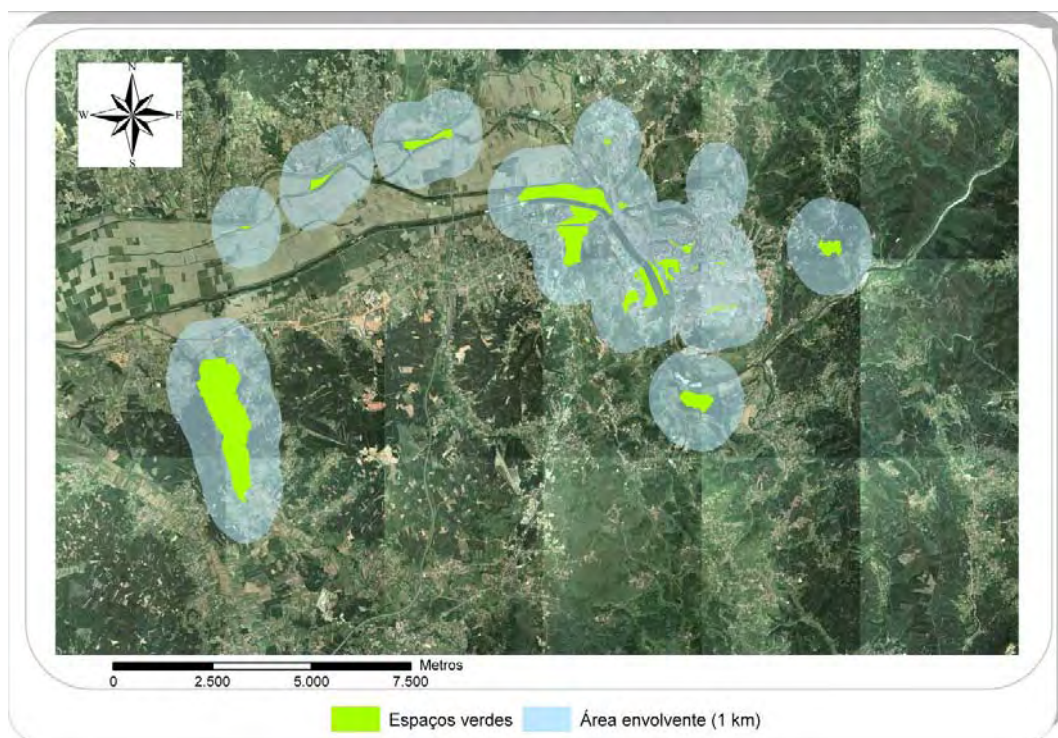 N
W E
S
Metros
0 2.500 5.000 7.500
Espaços verdes Área envolvente (1 km)